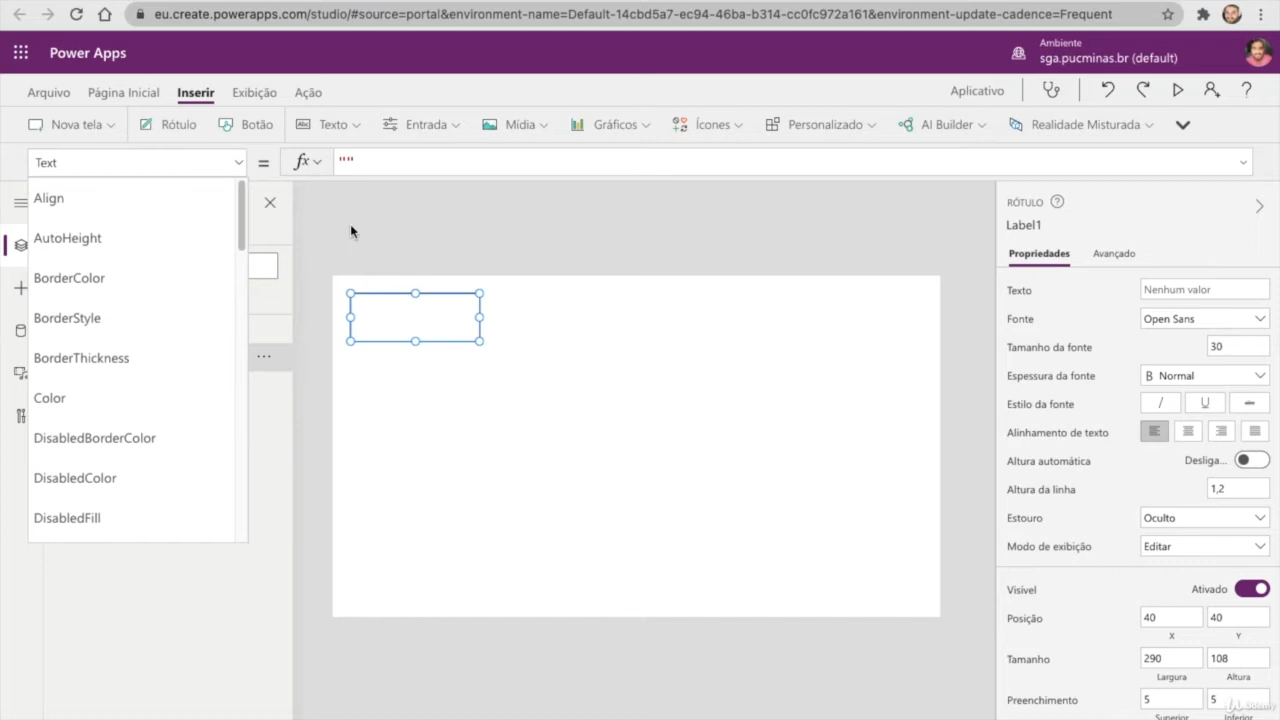 eu.create.powerapps.com/studio/#source=portal&environment-name=Default-14cbd5a7-ec94-46ba-b314-cc0fc972a161&environment-update-cadence=Frequent
Power Apps
Ambiente
sga.pucminas.br (default)
Arquivo Página Inicial Inserir Exibição Ação Aplicativo
Nova tela Rótulo Botão Texto Entrada Mídia Gráficos Ícones Personalizado AI Builder Realidade Misturada
Text = fx ""
Align
AutoHeight
BorderColor
BorderStyle
BorderThickness
Color
DisabledBorderColor
DisabledColor
DisabledFill
RÓTULO
Label1
Propriedades Avançado
Texto Nenhum valor
Fonte Open Sans
Tamanho da fonte 30
Espessura da fonte B Normal
Estilo da fonte / U
Alinhamento de texto
Altura automática Desliga...
Altura da linha 1,2
Estouro Oculto
Modo de exibição Editar
Visível Ativado
Posição 40 40
X Y
Tamanho 290 108
Largura Altura
Preenchimento 5 5
Superior Inferior
Udemy